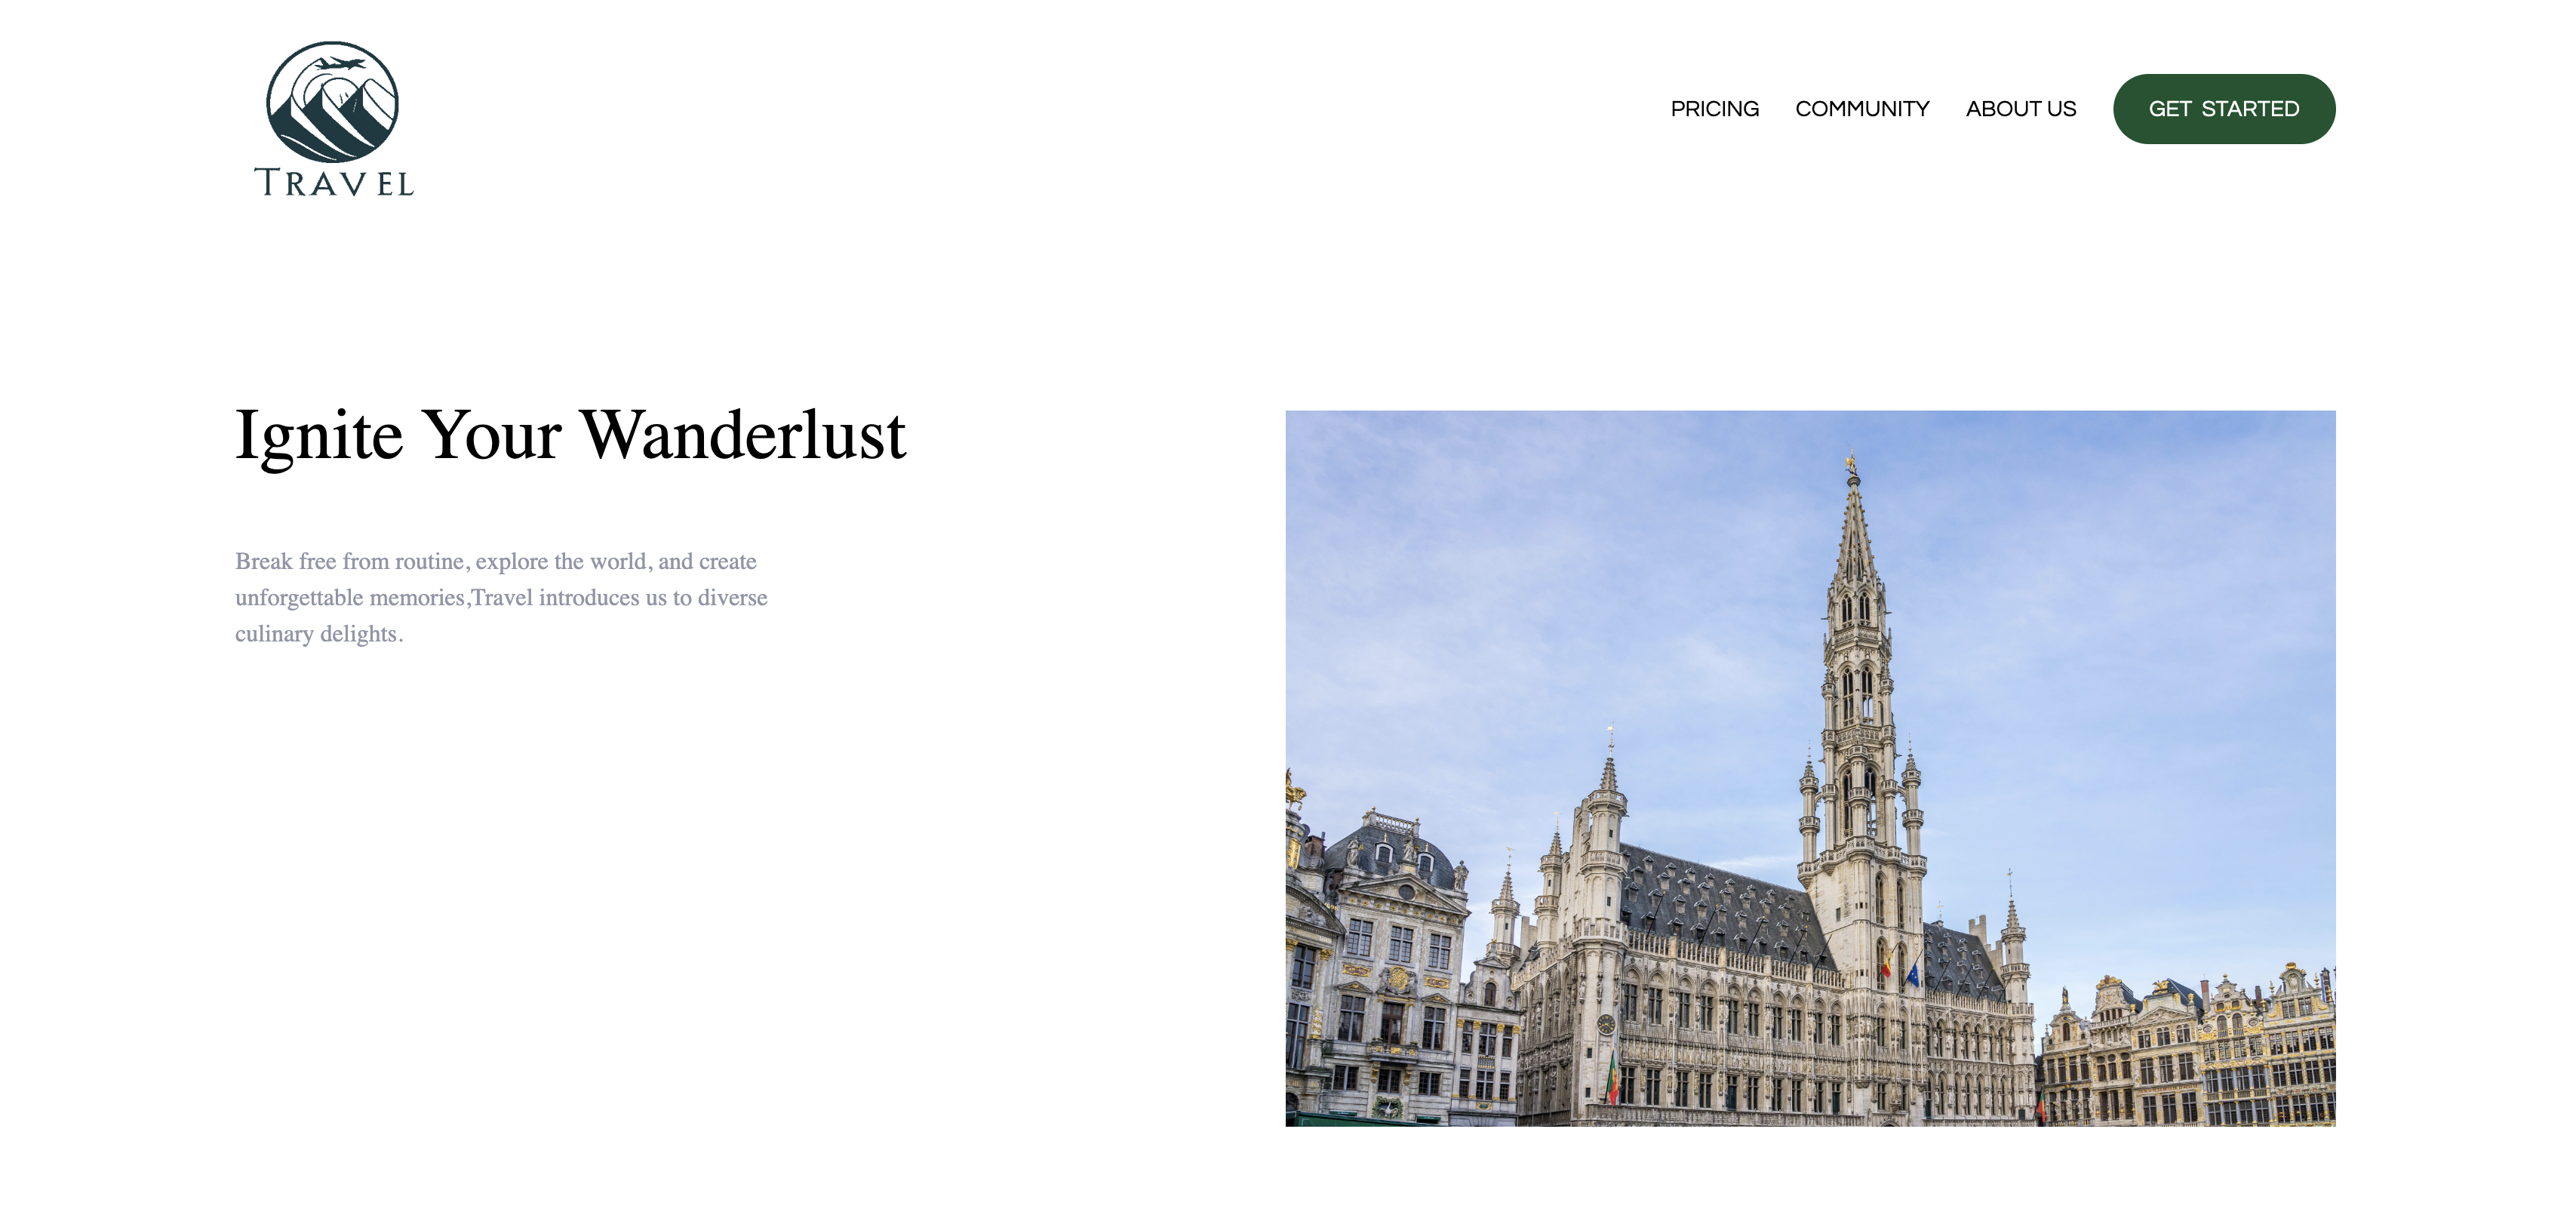 TRAVEL
PRICING COMMUNITY ABOUT US GET STARTED
Ignite Your Wanderlust
Break free from routine, explore the world, and create
unforgettable memories,Travel introduces us to diverse
culinary delights.